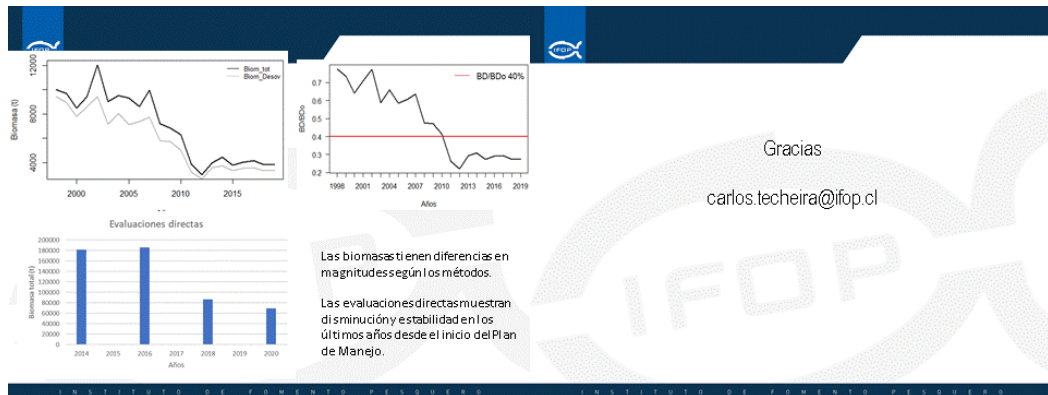 IFOP
12000
8000
4000
Biomasa (t)
Biom_tot
Biom_Desov
2000
2005
2010
2015
0.7
0.6
0.5
0.4
0.3
0.2
BD/BDo
BD/BDo 40%
1998
2001
2004
2007
2010
2013
2016
2019
Años
Evaluaciones directas
200000
180000
160000
140000
120000
100000
80000
60000
40000
20000
0
Biomasa total (t)
2014
2015
2016
2017
2018
2019
2020
Años
Las biomasas tienen diferencias en
magnitudes según los métodos.
Las evaluaciones directas muestran
disminución y estabilidad en los
últimos años desde el inicio del Plan
de Manejo.
INSTITUTO DE FOMENTO PESQUERO
IFOP
Gracias
carlos.techeira@ifop.cl
IFOP
INSTITUTO DE FOMENTO PESQUERO